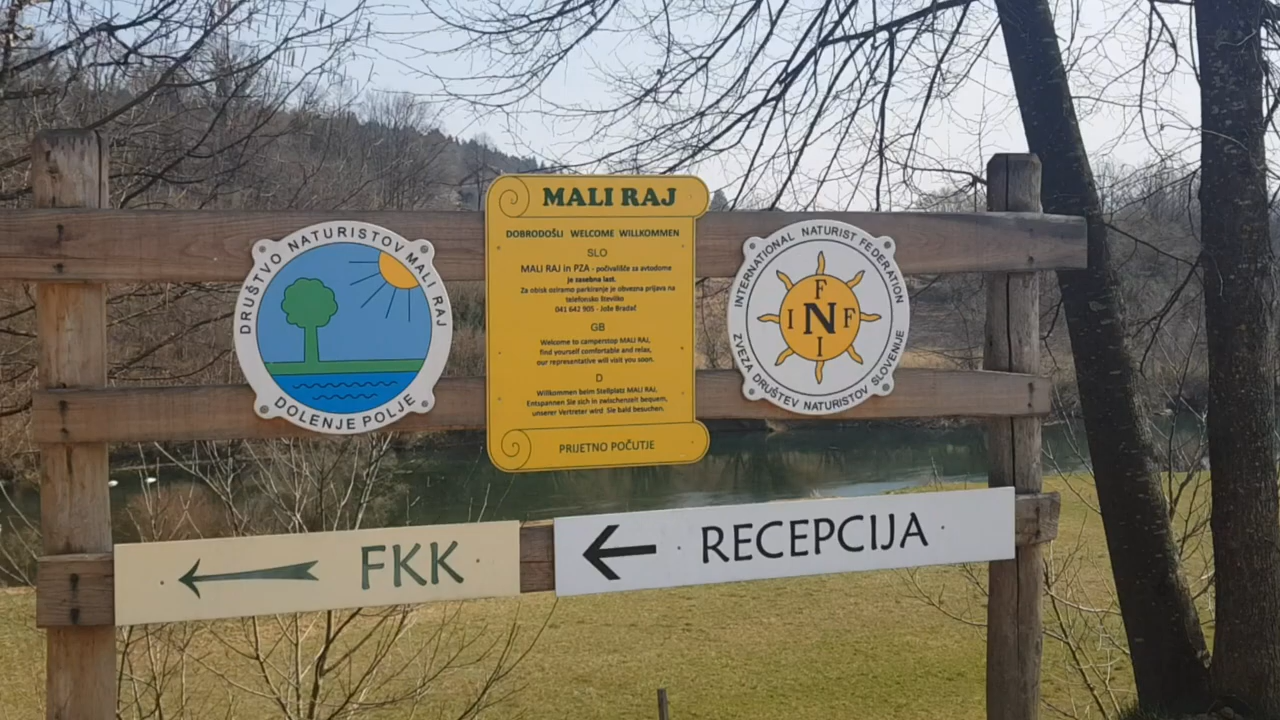 DRUŠTVO NATURISTOV MALI RAJ
DOLENJE POLJE
MALI RAJ
DOBRODOŠLI WELCOME WILLKOMMEN
SLO
MALI RAJ in PZA - počivališče za avtodome
je zasebna last.
Za obisk oziramo parkiranje je obvezna prijava na
telefonsko številko
041 642 905 - Jože Bradač
GB
Welcome to camperstop MALI RAJ,
find yourself comfortable and relax,
our representative will visit you soon.
D
Willkommen beim Stellplatz MALI RAJ,
Entspannen Sie sich in zwischenzeit bequem,
unserer Vertreter wird Sie bald besuchen.
PRIJETNO POČUTJE
INTERNATIONAL NATURIST FEDERATION
F
I N F
I
ZVEZA DRUŠTEV NATURISTOV SLOVENIJE
FKK
RECEPCIJA